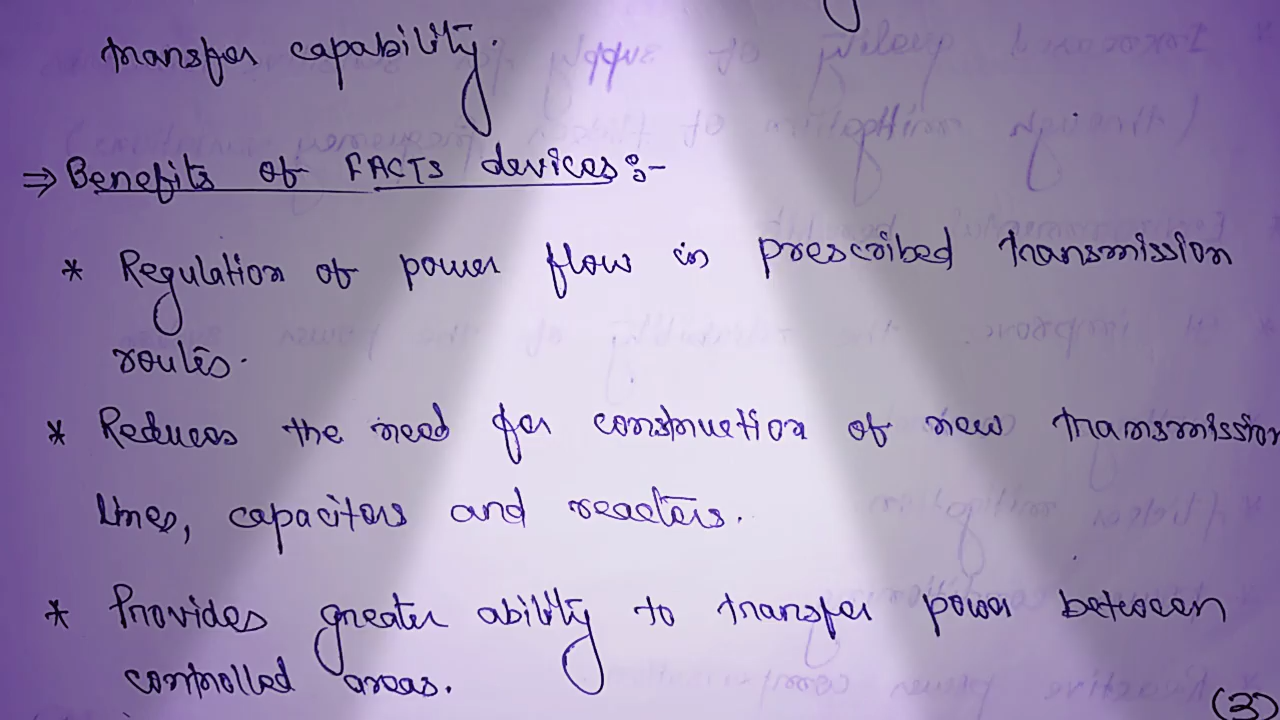 transfer capability.
⇒ Benefits of FACTS devices:-
* Regulation of power flow in prescribed transmission
routes.
* Reduces the need for construction of new transmission
lines, capacitors and reactors.
* Provides greater ability to transfer power between
controlled areas.
(3)